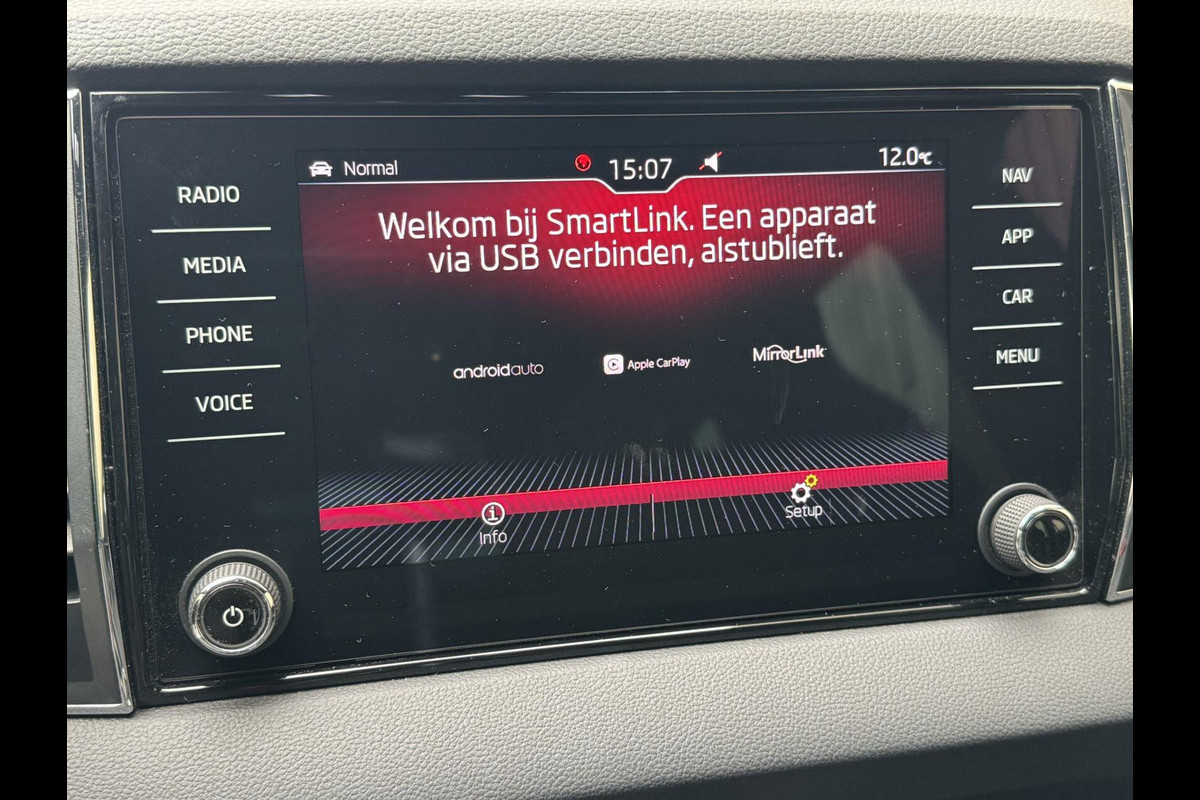 Normal
15:07
12.0°C
RADIO
MEDIA
PHONE
VOICE
NAV
APP
CAR
MENU
Welkom bij SmartLink. Een apparaat
via USB verbinden, alstublieft.
androidauto
Apple CarPlay
MirrorLink
Info
Setup